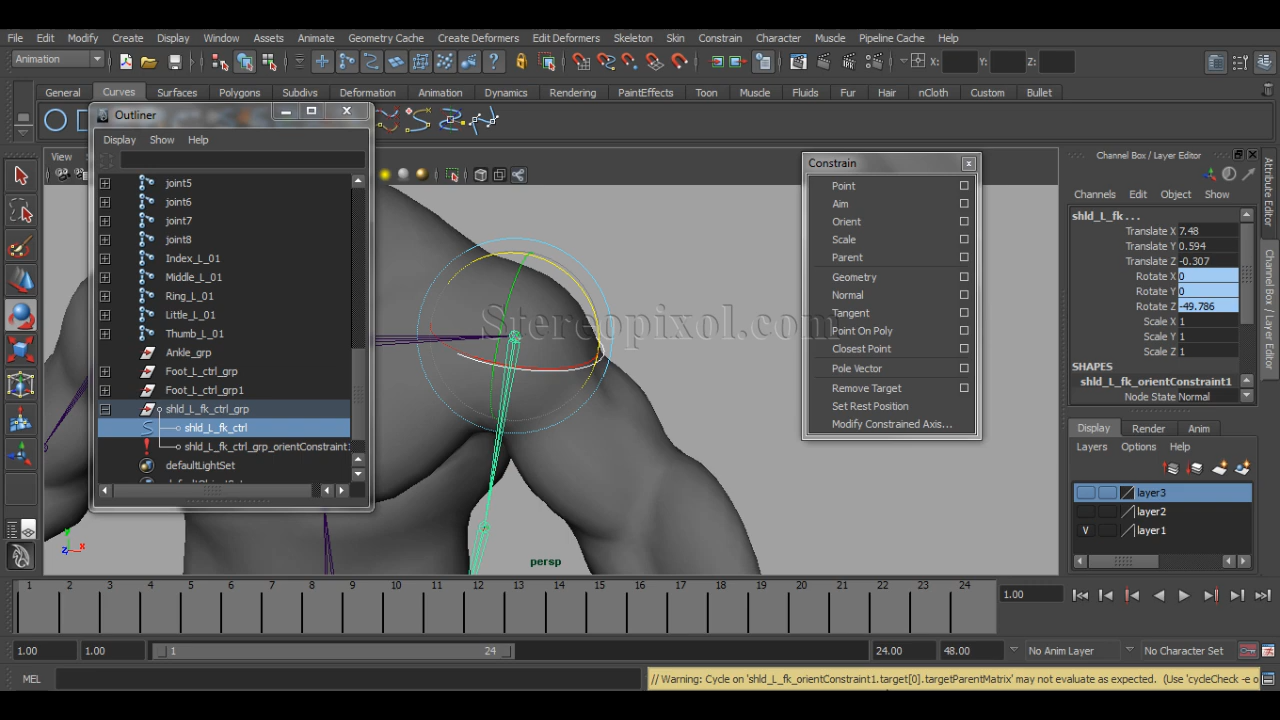 File Edit Modify Create Display Window Assets Animate Geometry Cache Create Deformers Edit Deformers Skeleton Skin Constrain Character Muscle Pipeline Cache Help
Animation X: Y: Z:
General Curves Surfaces Polygons Subdivs Deformation Animation Dynamics Rendering PaintEffects Toon Muscle Fluids Fur Hair nCloth Custom Bullet
Outliner
Display Show Help
joint5
joint6
joint7
joint8
Index_L_01
Middle_L_01
Ring_L_01
Little_L_01
Thumb_L_01
Ankle_grp
Foot_L_ctrl_grp
Foot_L_ctrl_grp1
shld_L_fk_ctrl_grp
shld_L_fk_ctrl
shld_L_fk_ctrl_grp_orientConstraint1
defaultLightSet
View
Stereopixol.com
persp
Constrain
Point
Aim
Orient
Scale
Parent
Geometry
Normal
Tangent
Point On Poly
Closest Point
Pole Vector
Remove Target
Set Rest Position
Modify Constrained Axis...
Channel Box / Layer Editor
Channels Edit Object Show
shld_L_fk . . .
Translate X 7.48
Translate Y 0.594
Translate Z -0.307
Rotate X 0
Rotate Y 0
Rotate Z -49.786
Scale X 1
Scale Y 1
Scale Z 1
SHAPES
shld_L_fk_orientConstraint1
Node State Normal
Display Render Anim
Layers Options Help
layer3
layer2
V layer1
Attribute Editor
Channel Box / Layer Editor
1 2 3 4 5 6 7 8 9 10 11 12 13 14 15 16 17 18 19 20 21 22 23 24
1.00
1.00 1.00 1 24 24.00 48.00 No Anim Layer No Character Set
MEL // Warning: Cycle on 'shld_L_fk_orientConstraint1.target[0].targetParentMatrix' may not evaluate as expected. (Use 'cycleCheck -e o